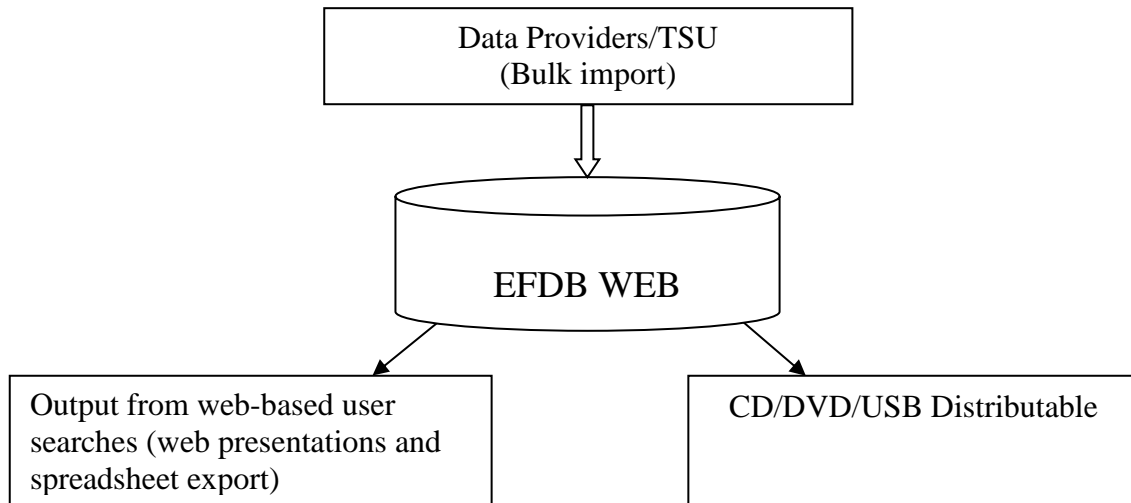 Data Providers/TSU
(Bulk import)
EFDB WEB
Output from web-based user
searches (web presentations and
spreadsheet export)
CD/DVD/USB Distributable